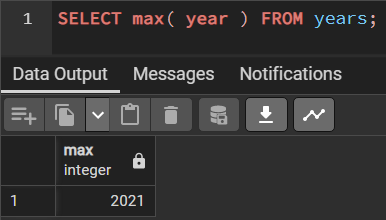 1 SELECT max( year ) FROM years;
Data Output Messages Notifications
max
integer
1 2021